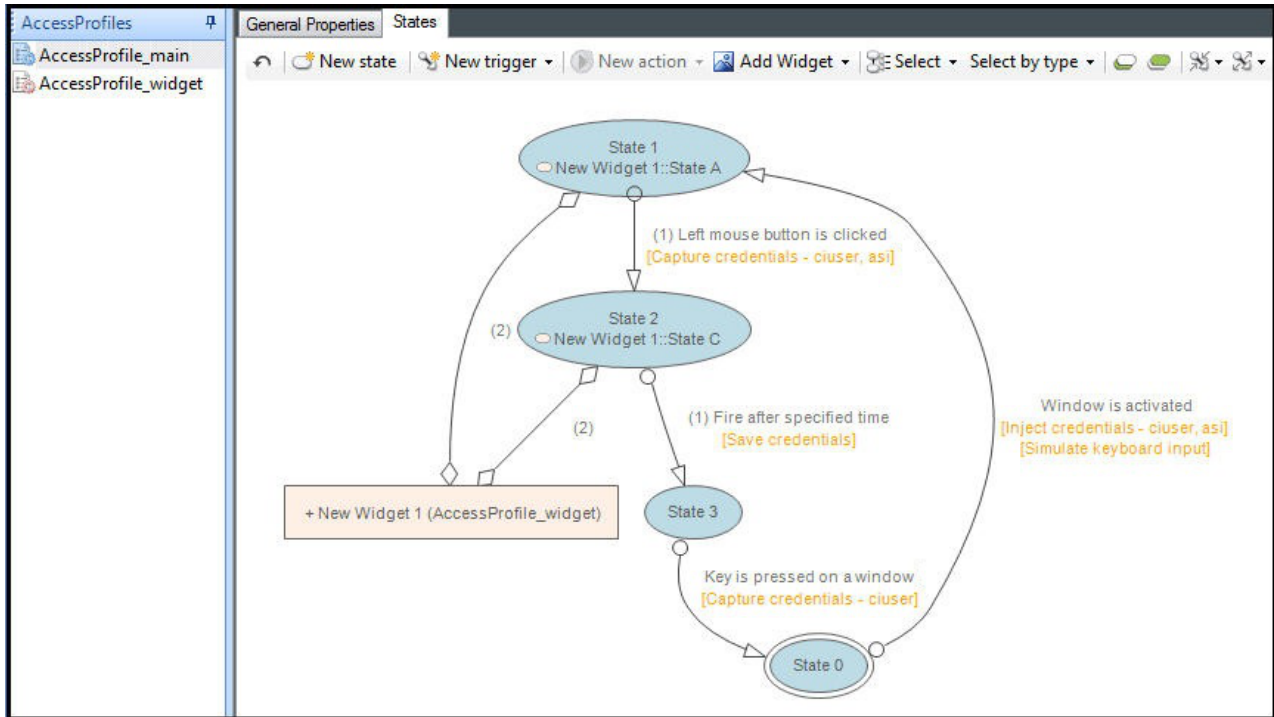 AccessProfiles
AccessProfile_main
AccessProfile_widget
General Properties
States
New state
New trigger
New action
Add Widget
Select
Select by type
State 1
New Widget 1::State A
(1) Left mouse button is clicked
[Capture credentials - ciuser, asi]
State 2
New Widget 1::State C
(2)
(2)
(1) Fire after specified time
[Save credentials]
Window is activated
[Inject credentials - ciuser, asi]
[Simulate keyboard input]
+ New Widget 1 (AccessProfile_widget)
State 3
Key is pressed on a window
[Capture credentials - ciuser]
State 0